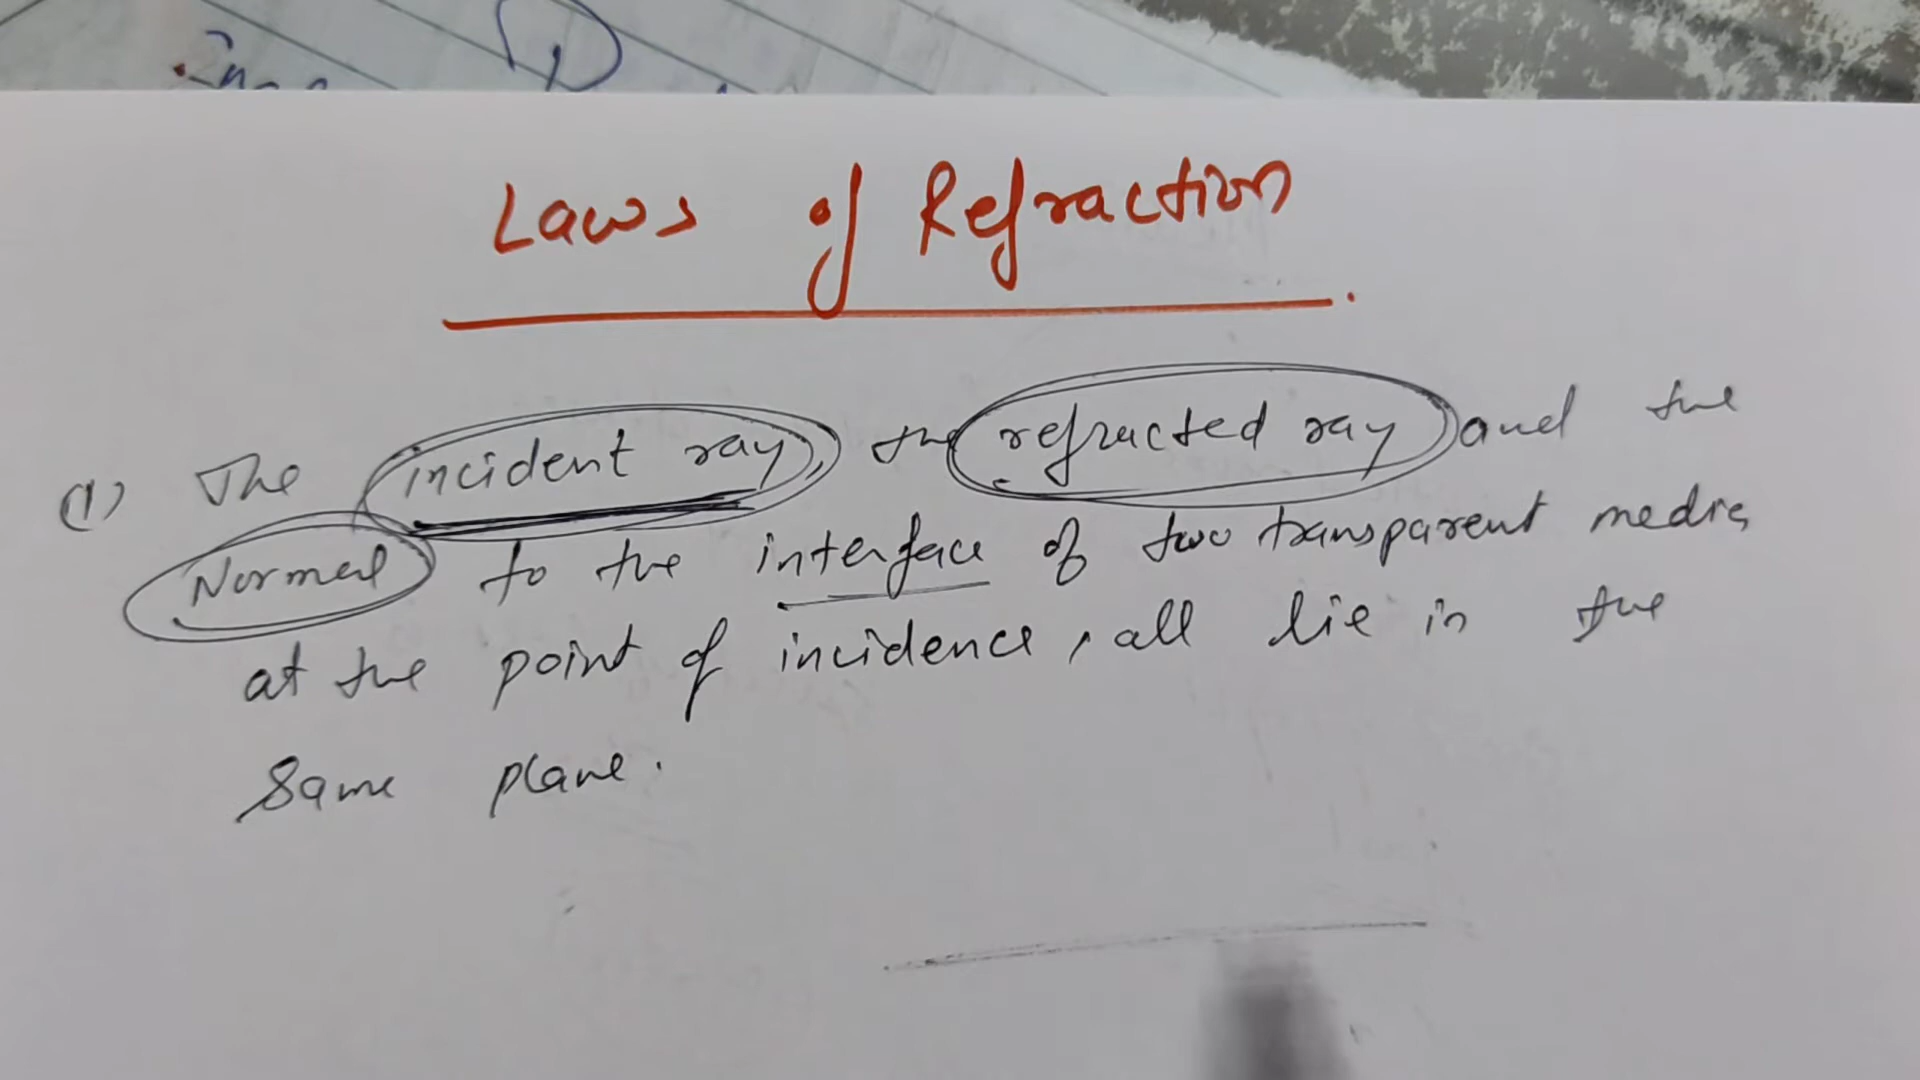 Laws of Refraction
(1) The incident ray, the refracted ray and the
Normal to the interface of two transparent media
at the point of incidence, all lie in the
same plane.